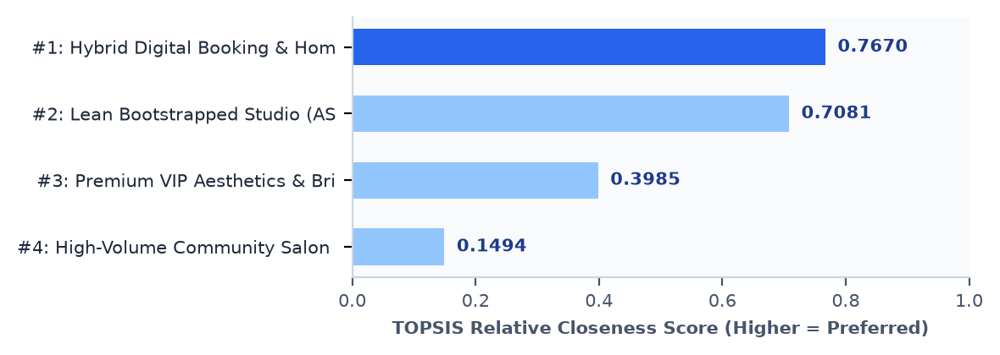 #1: Hybrid Digital Booking & Hom
0.7670
#2: Lean Bootstrapped Studio (AS
0.7081
#3: Premium VIP Aesthetics & Bri
0.3985
#4: High-Volume Community Salon
0.1494
0.0 0.2 0.4 0.6 0.8 1.0
TOPSIS Relative Closeness Score (Higher = Preferred)